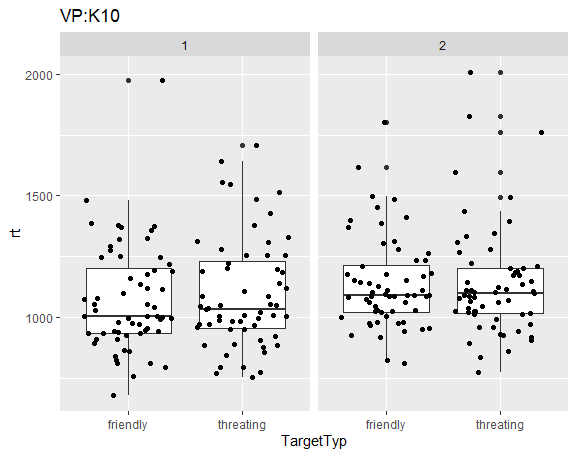 VP:K10
1 2
2000
1500
1000
rt
friendly threating friendly threating
TargetTyp